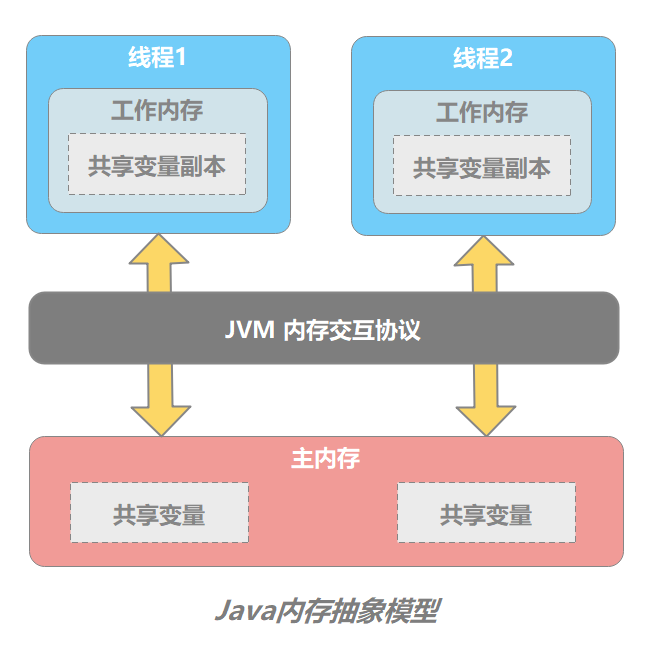 线程1
工作内存
共享变量副本
线程2
工作内存
共享变量副本
JVM 内存交互协议
主内存
共享变量
共享变量
Java内存抽象模型